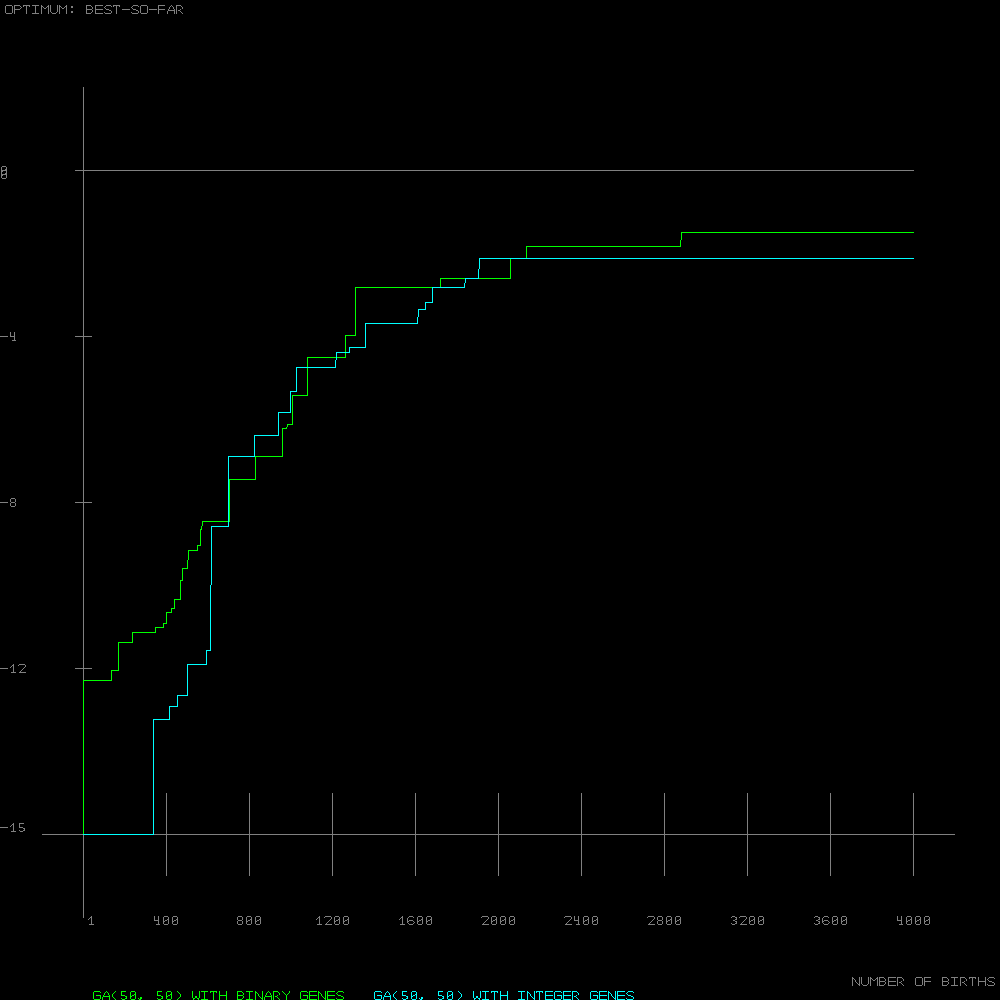 OPTIMUM: BEST-SO-FAR
-4
-8
-12
-15
1 400 800 1200 1600 2000 2400 2800 3200 3600 4000
NUMBER OF BIRTHS
GA(50, 50) WITH BINARY GENES GA(50, 50) WITH INTEGER GENES